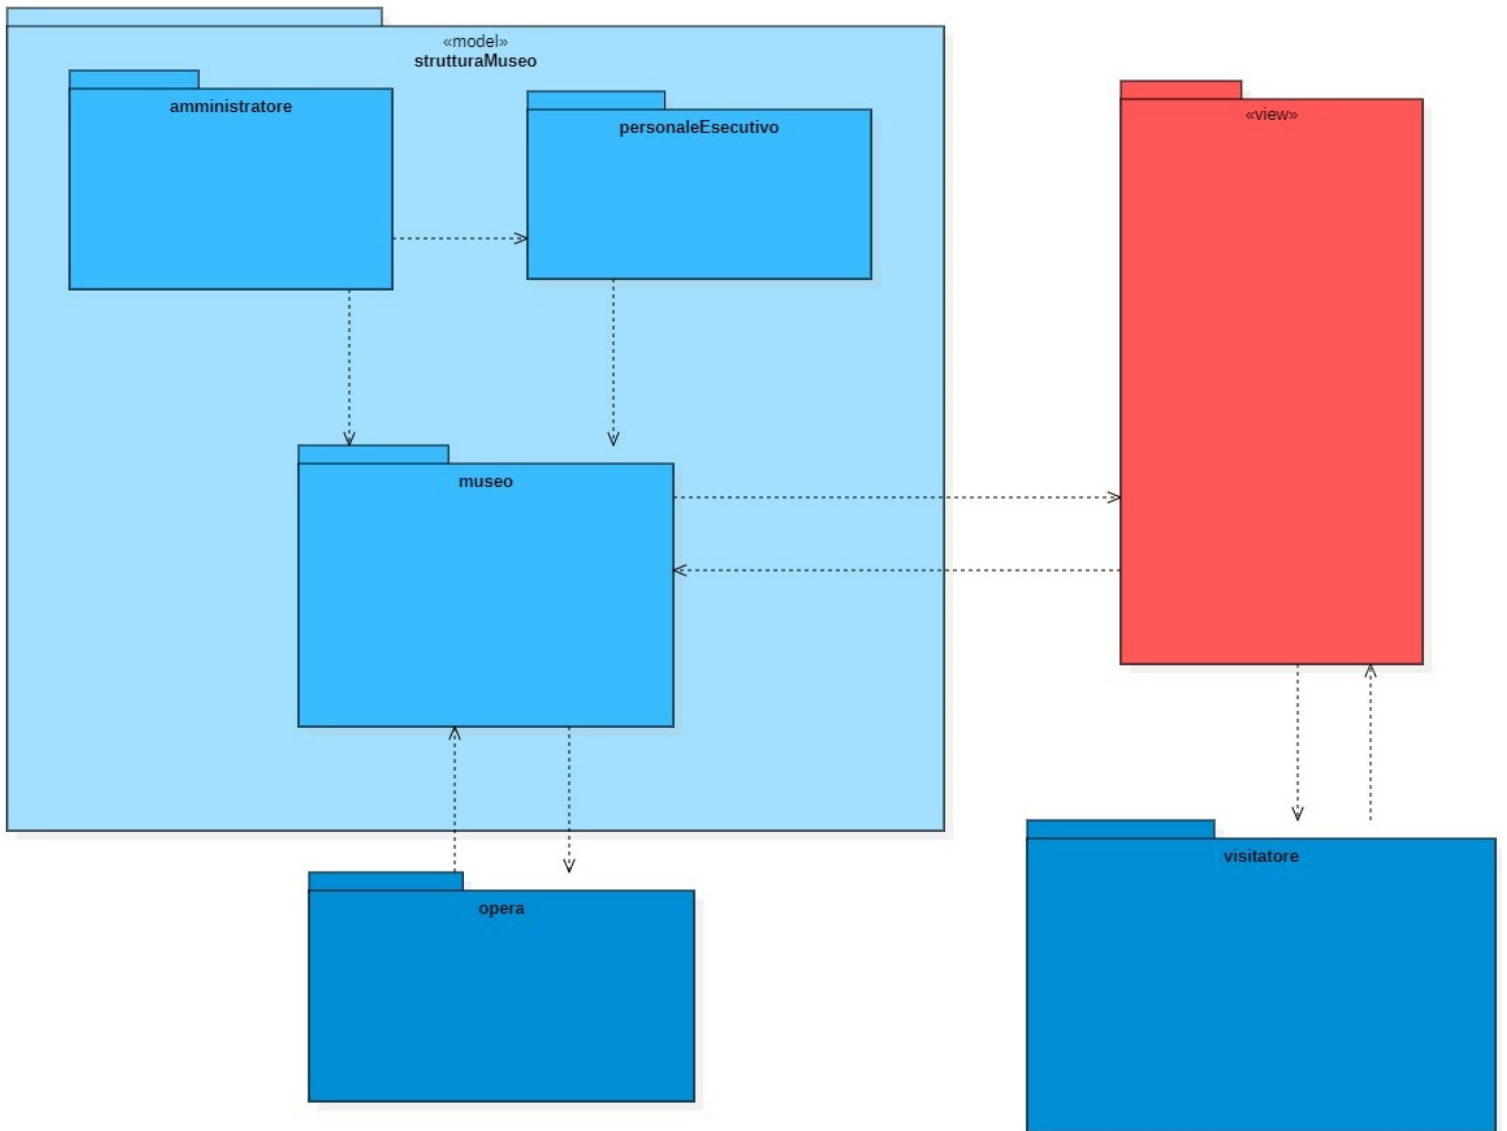 «model»
strutturaMuseo
amministratore
personaleEsecutivo
«view»
museo
visitatore
opera